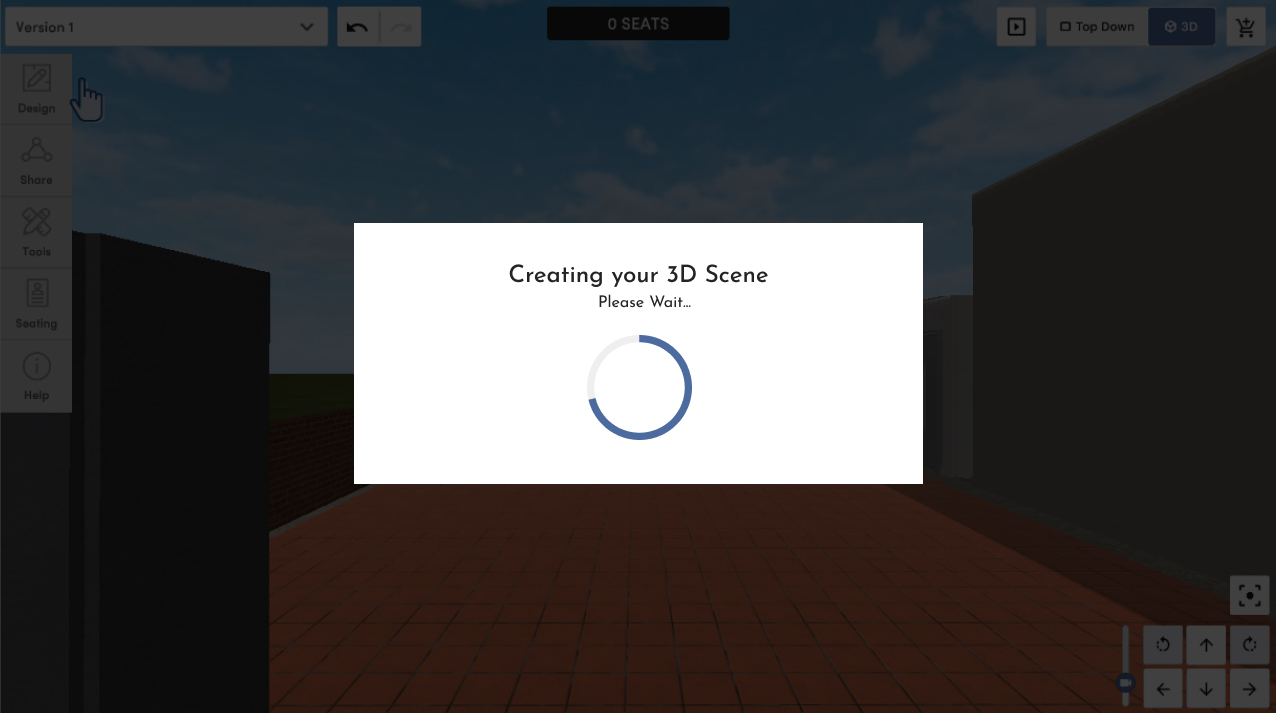 Version 1
0 SEATS
Top Down
3D
Design
Share
Tools
Seating
Help
Creating your 3D Scene
Please Wait...